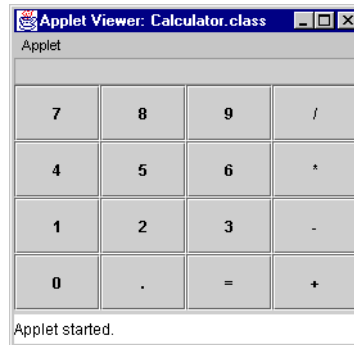 Applet Viewer: Calculator.class
Applet
7 8 9 /
4 5 6 *
1 2 3 -
0 . = +
Applet started.